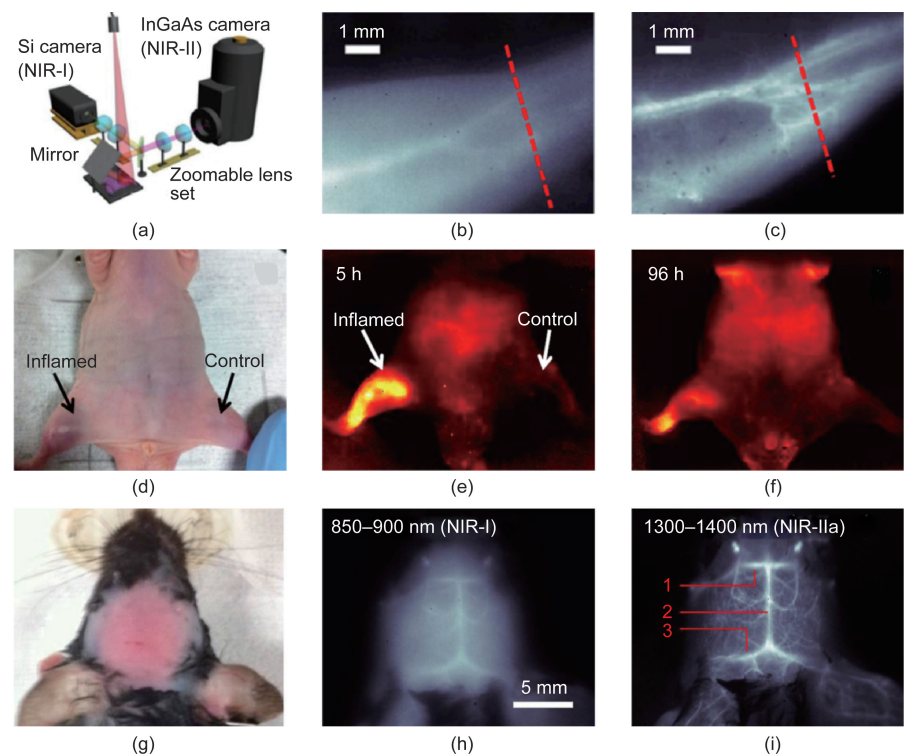 Si camera
(NIR-I)
InGaAs camera
(NIR-II)
Mirror
Zoomable lens
set
(a)
1 mm
(b)
1 mm
(c)
Inflamed
Control
(d)
5 h
Inflamed
Control
(e)
96 h
(f)
(g)
850–900 nm (NIR-I)
5 mm
(h)
1300–1400 nm (NIR-IIa)
1
2
3
(i)